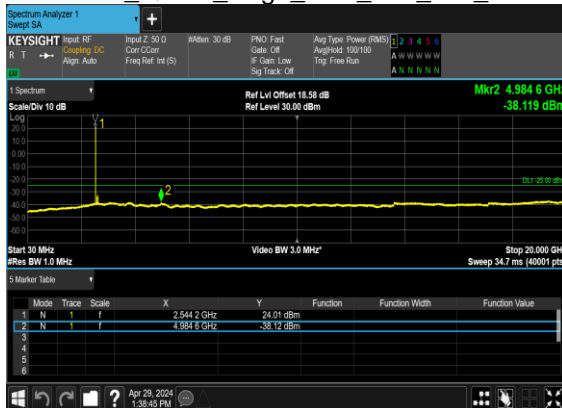 Spectrum Analyzer 1
Swept SA
+
KEYSIGHT Input: RF Input Z: 50 Ω #Atten: 30 dB PNO: Fast Avg Type: Power (RMS) 1 2 3 4 5 6
R T Coupling: DC Corr CCorr Gate: Off Avg|Hold: 100/100 A W W W W W
Align: Auto Freq Ref: Int (S) IF Gain: Low Trig: Free Run
LXI Sig Track: Off A N N N N N
1 Spectrum Ref Lvl Offset 18.58 dB Mkr2 4.984 6 GHz
Scale/Div 10 dB Ref Level 30.00 dBm -38.119 dBm
Log
1
20.0
10.0
0.00
-10.0
-20.0
DL1 -25.00 dBm
-30.0
2
-40.0
-50.0
-60.0
Start 30 MHz Video BW 3.0 MHz* Stop 20.000 GHz
#Res BW 1.0 MHz Sweep 34.7 ms (40001 pts)
5 Marker Table
Mode Trace Scale X Y Function Function Width Function Value
1 N 1 f 2.544 2 GHz 24.01 dBm
2 N 1 f 4.984 6 GHz -38.12 dBm
3
4
5
6
? Apr 29, 2024
1:38:45 PM